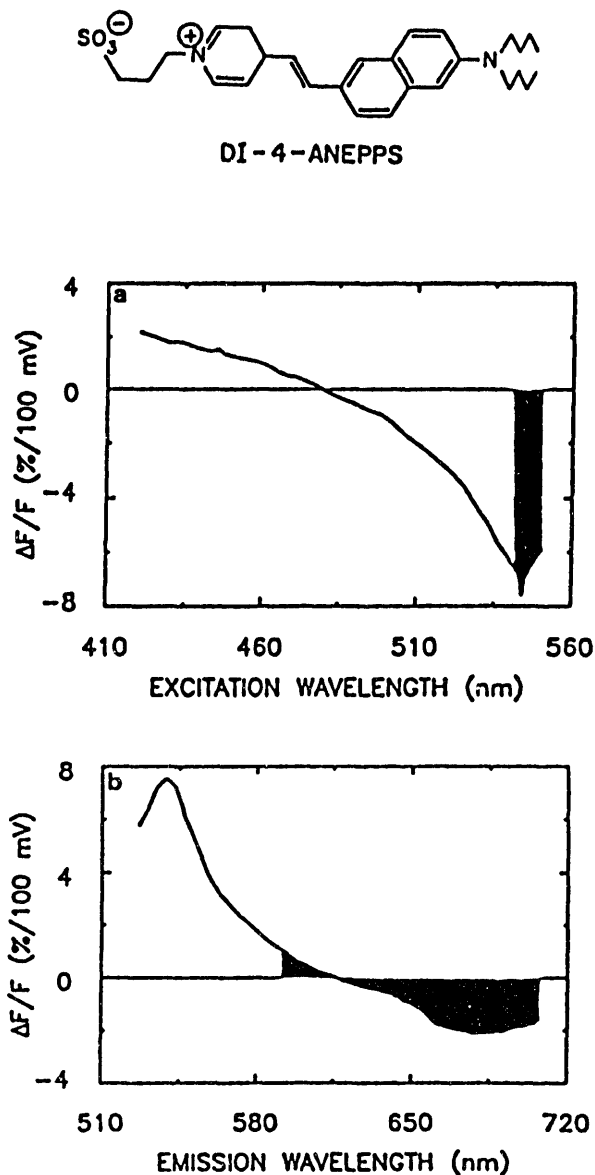 SO3⊖
⊕
N
N
DI-4-ANEPPS
a
4
0
-4
-8
ΔF/F (%/100 mV)
410 460 510 560
EXCITATION WAVELENGTH (nm)
b
8
4
0
-4
ΔF/F (%/100 mV)
510 580 650 720
EMISSION WAVELENGTH (nm)